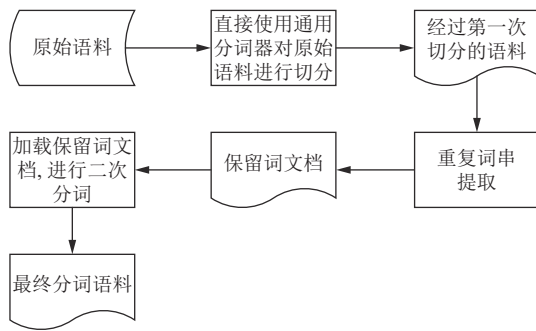 原始语料
直接使用通用
分词器对原始
语料进行切分
经过第一次
切分的语料
重复词串
提取
保留词文档
加载保留词文
档,进行二次
分词
最终分词语料